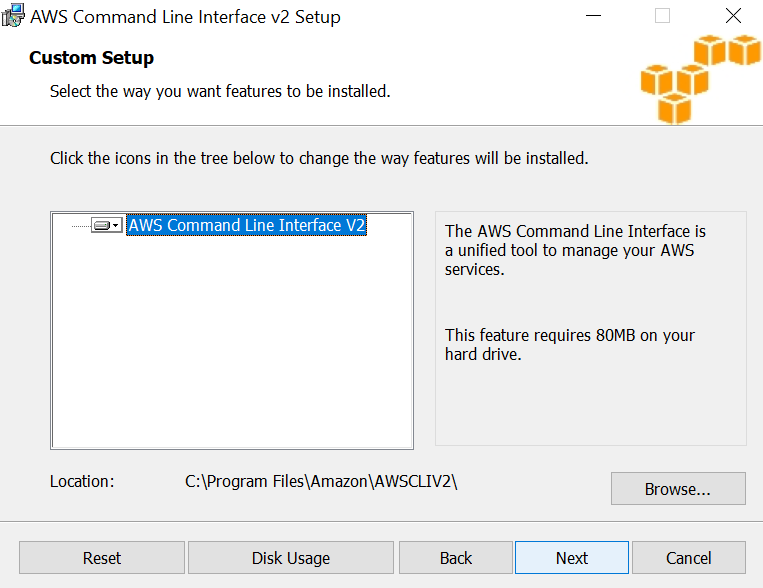 AWS Command Line Interface v2 Setup
Custom Setup
Select the way you want features to be installed.
Click the icons in the tree below to change the way features will be installed.
AWS Command Line Interface V2
The AWS Command Line Interface is
a unified tool to manage your AWS
services.
This feature requires 80MB on your
hard drive.
Location: C:\Program Files\Amazon\AWSCLIV2\
Browse...
Reset Disk Usage Back Next Cancel